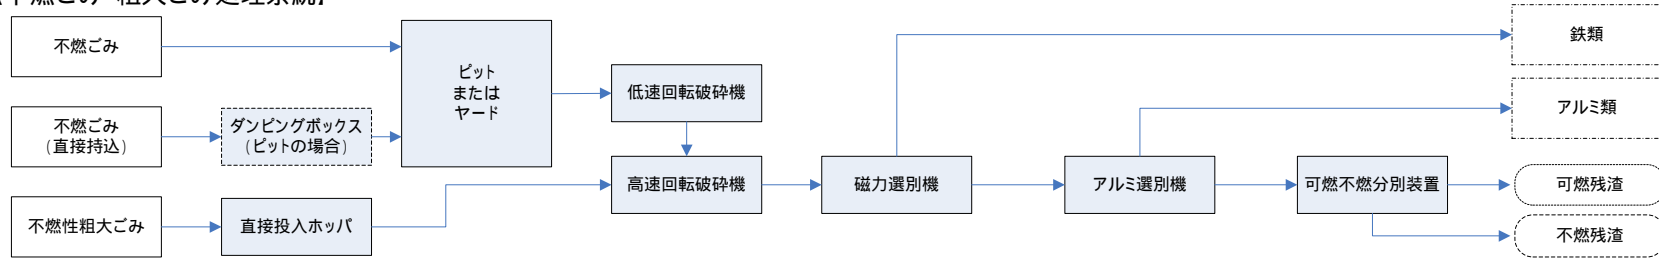 不燃ごみ
ピット
または
ヤード
低速回転破砕機
鉄類
アルミ類
不燃ごみ
(直接持込)
ダンピングボックス
(ピットの場合)
高速回転破砕機
磁力選別機
アルミ選別機
可燃不燃分別装置
可燃残渣
不燃性粗大ごみ
直接投入ホッパ
不燃残渣